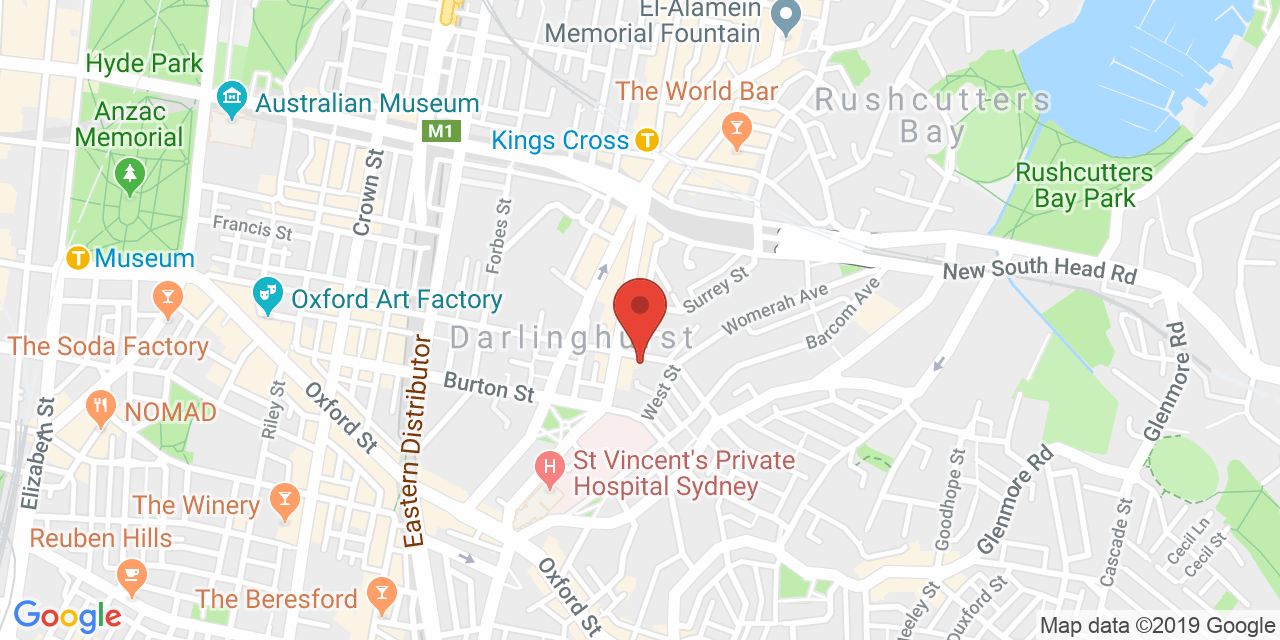 El-Alamein
Memorial Fountain
Hyde Park
The World Bar
Rushcutters
Bay
Anzac
Memorial
Australian Museum
M1
Kings Cross
T
Crown St
Rushcutters
Bay Park
Francis St
Forbes St
T
Museum
New South Head Rd
Oxford Art Factory
Surrey St
Womerah Ave
Barcom Ave
The Soda Factory
Darlinghurst
Burton St
Glenmore Rd
NOMAD
Riley St
Oxford St
West St
Elizabeth St
Eastern Distributor
H
St Vincent's Private
Hospital Sydney
The Winery
Goodhope St
Glenmore Rd
Cascade St
Cecil Ln
Cecil St
Reuben Hills
The Beresford
Oxford St
Duxford St
Google
Map data ©2019 Google